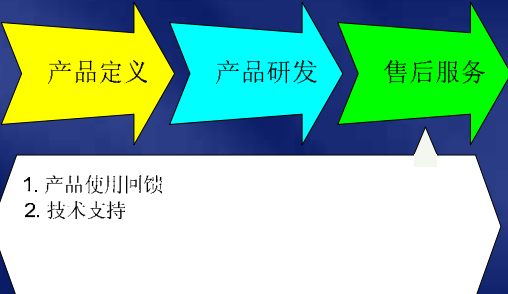 产品定义
产品研发
售后服务
1. 产品使用回馈
2. 技术支持